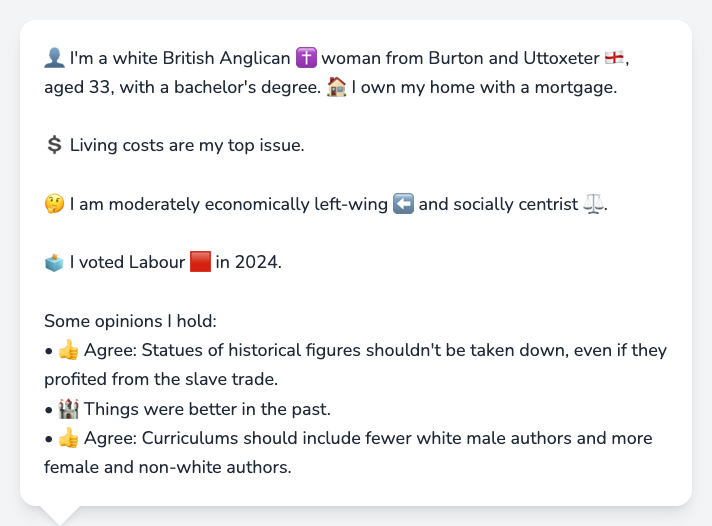 👤 I'm a white British Anglican ✝️ woman from Burton and Uttoxeter 🏴󠁧󠁢󠁥󠁮󠁧󠁿,
aged 33, with a bachelor's degree. 🏠 I own my home with a mortgage.
💲 Living costs are my top issue.
🤔 I am moderately economically left-wing ⬅️ and socially centrist ⚖️.
🗳️ I voted Labour 🟥 in 2024.
Some opinions I hold:
• 👍 Agree: Statues of historical figures shouldn't be taken down, even if they
profited from the slave trade.
• 🏰 Things were better in the past.
• 👍 Agree: Curriculums should include fewer white male authors and more
female and non-white authors.